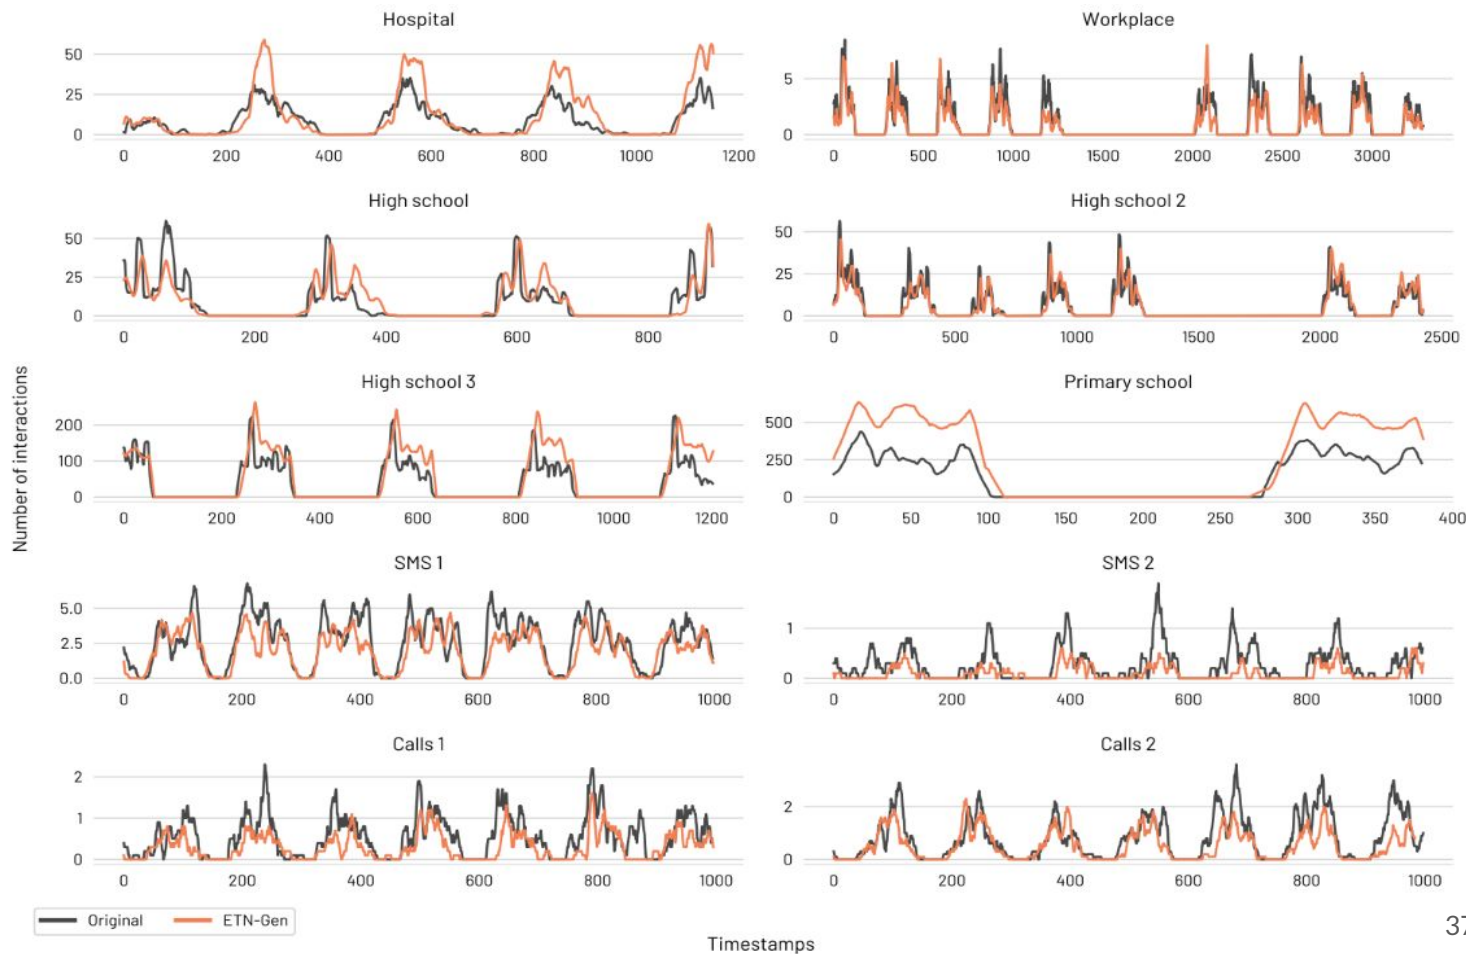 Hospital
50
25
0
0 200 400 600 800 1000 1200
Workplace
5
0
0 500 1000 1500 2000 2500 3000
High school
50
25
0
0 200 400 600 800
High school 2
50
25
0
0 500 1000 1500 2000 2500
High school 3
200
100
0
0 200 400 600 800 1000 1200
Primary school
500
250
0
0 50 100 150 200 250 300 350 400
Number of interactions
SMS 1
5.0
2.5
0.0
0 200 400 600 800 1000
SMS 2
1
0
0 200 400 600 800 1000
Calls 1
2
1
0
0 200 400 600 800 1000
Calls 2
2
0
0 200 400 600 800 1000
Original ETN-Gen
Timestamps
37